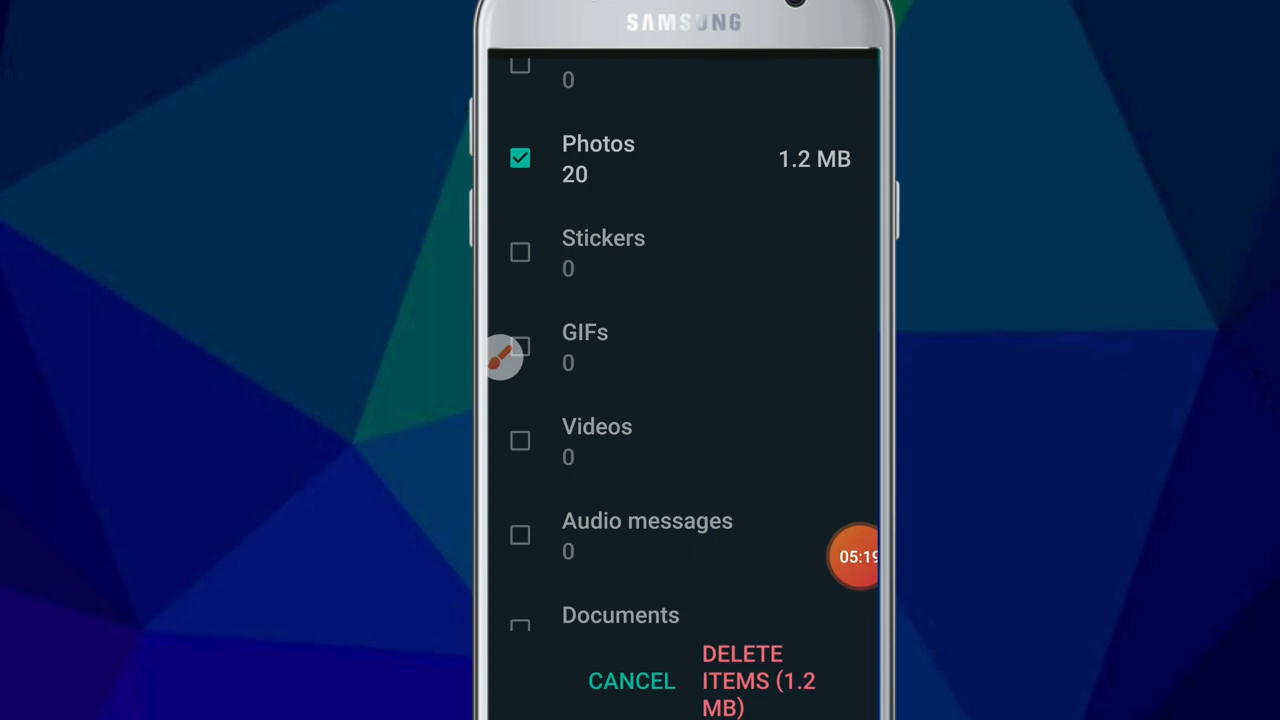 SAMSUNG
0
Photos
20
1.2 MB
Stickers
0
GIFs
0
Videos
0
Audio messages
0
05:19
Documents
CANCEL
DELETE
ITEMS (1.2
MB)